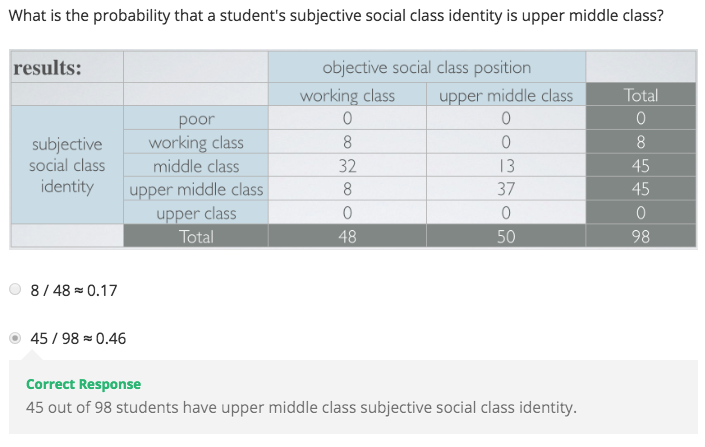 What is the probability that a student's subjective social class identity is upper middle class?
results: objective social class position
working class upper middle class Total
poor 0 0 0
subjective social class identity working class 8 0 8
middle class 32 13 45
upper middle class 8 37 45
upper class 0 0 0
Total 48 50 98
8 / 48 ≈ 0.17
45 / 98 ≈ 0.46
Correct Response
45 out of 98 students have upper middle class subjective social class identity.